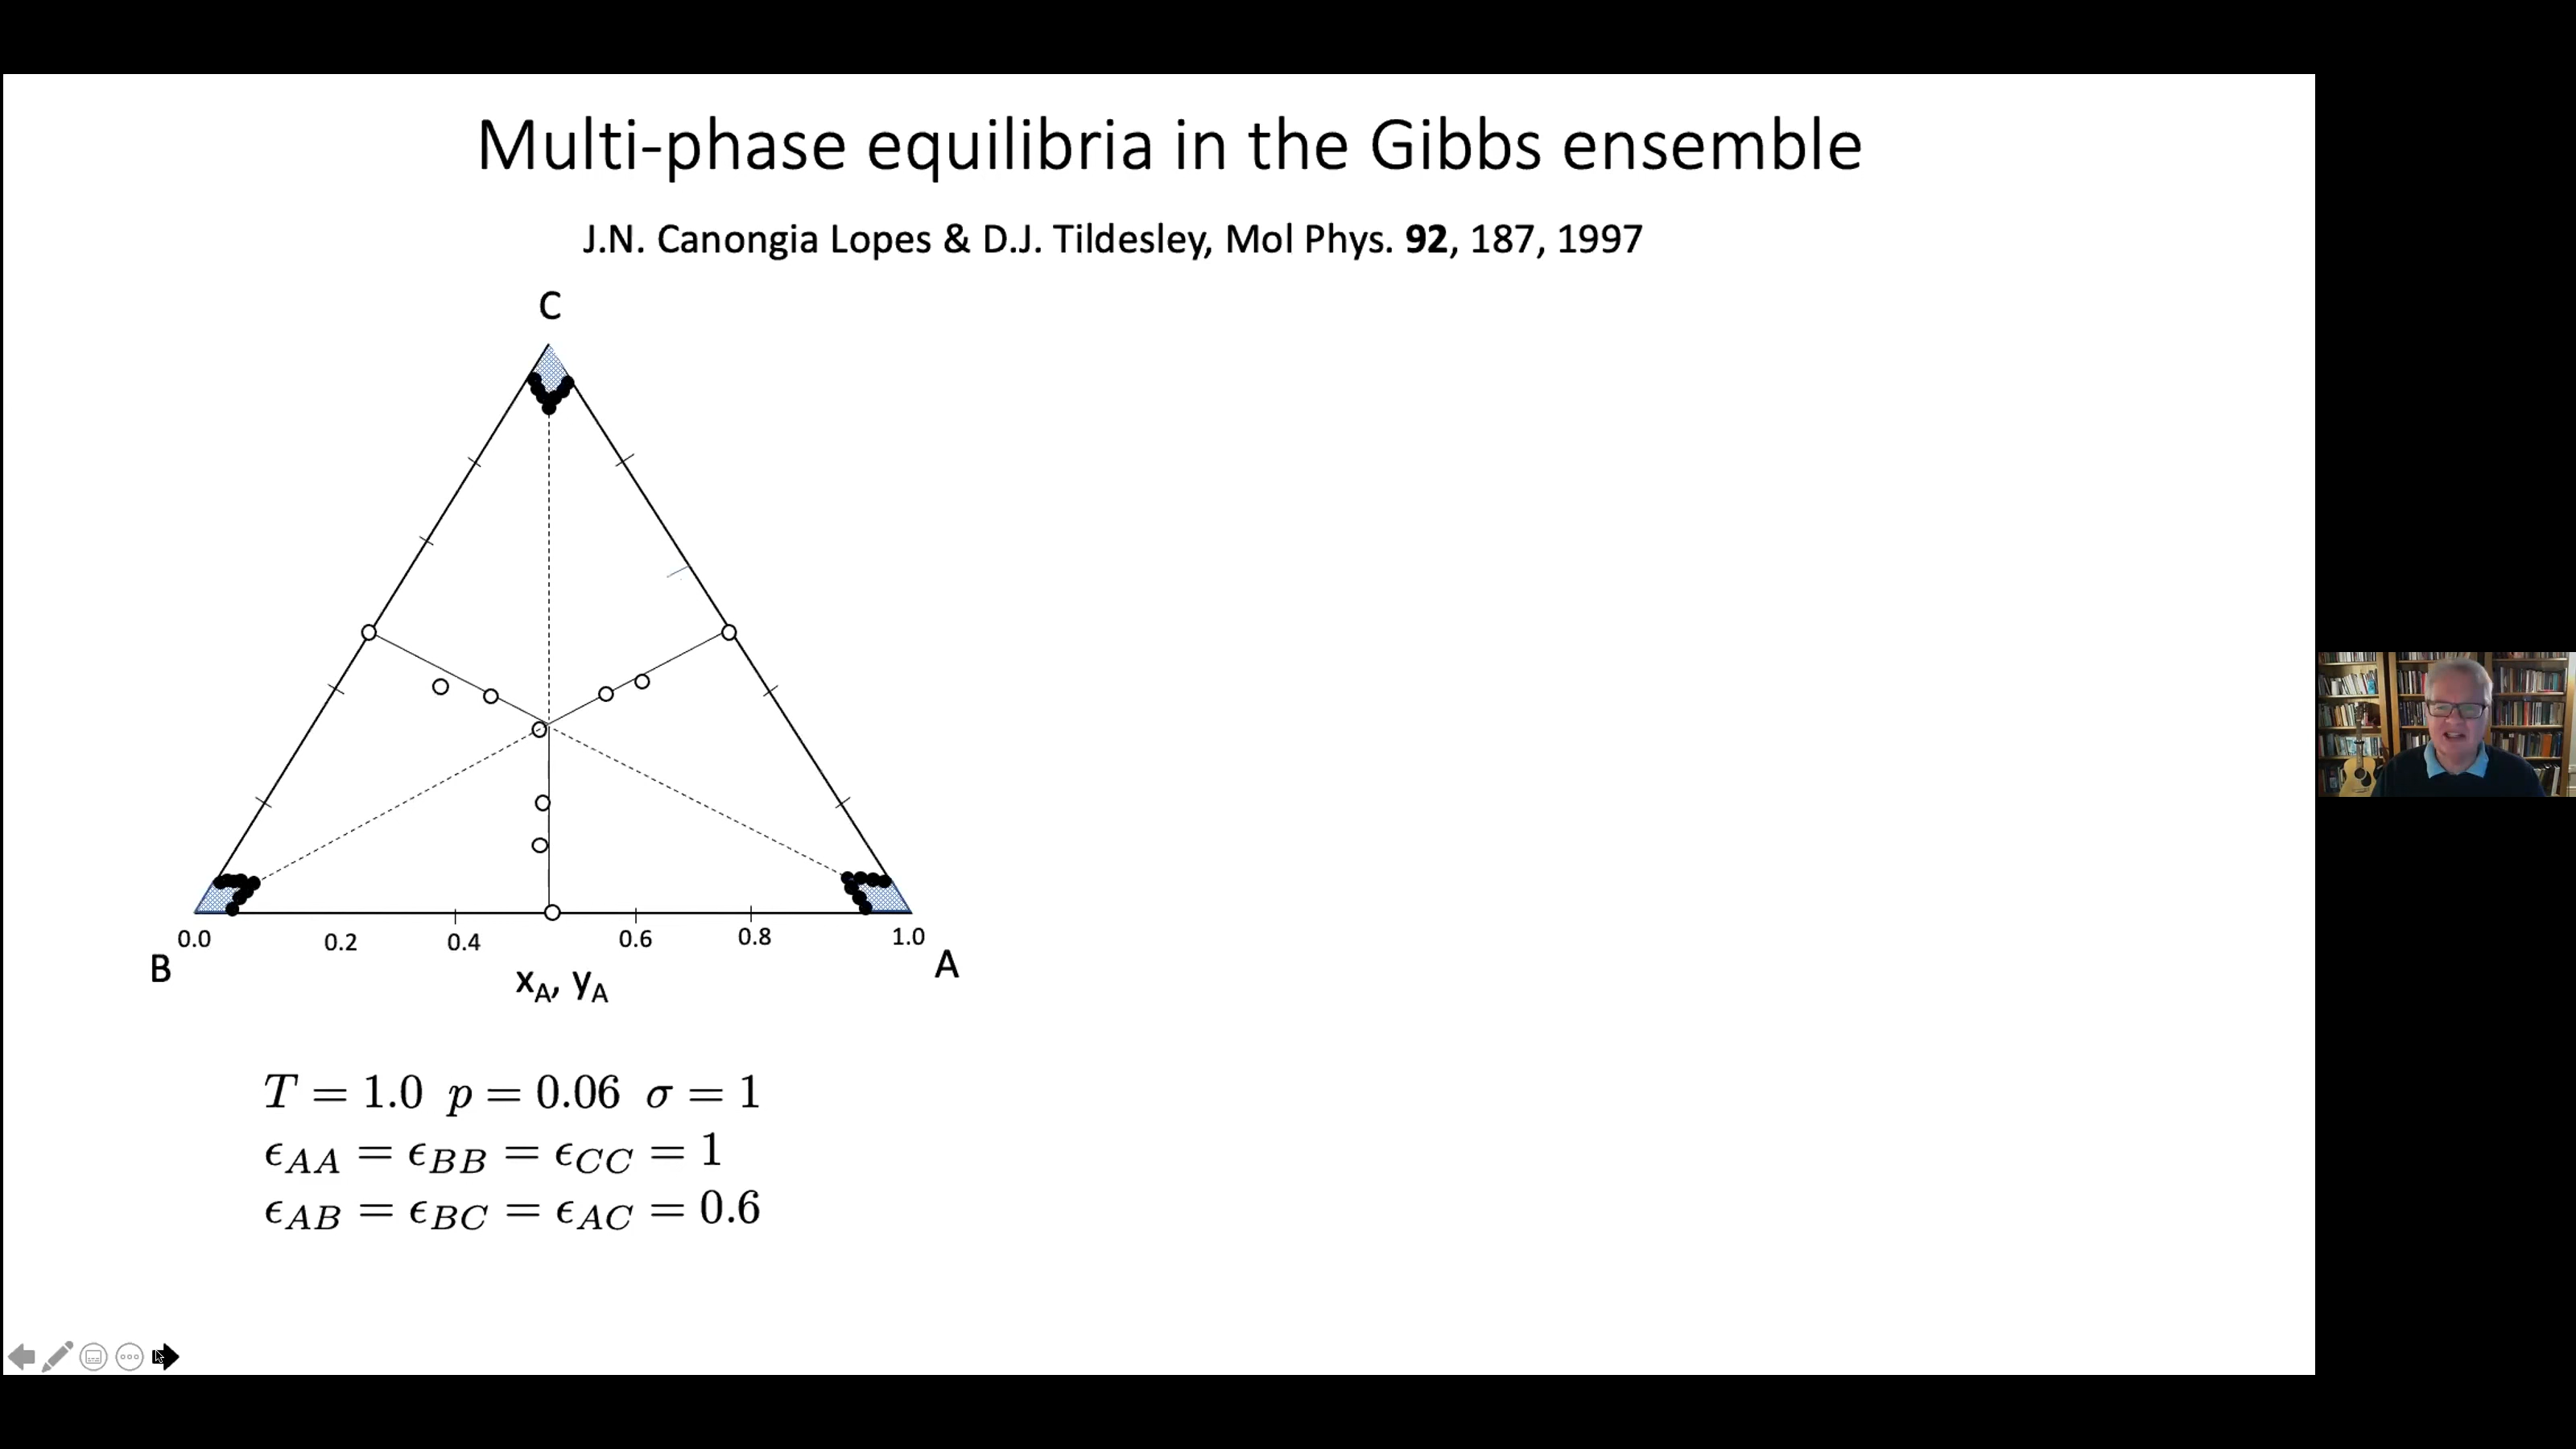 Multi-phase equilibria in the Gibbs ensemble
J.N. Canongia Lopes & D.J. Tildesley, Mol Phys. 92, 187, 1997
C
0.0 0.2 0.4 0.6 0.8 1.0
B A
x_A, y_A
T = 1.0 p = 0.06 σ = 1
ϵ_AA = ϵ_BB = ϵ_CC = 1
ϵ_AB = ϵ_BC = ϵ_AC = 0.6